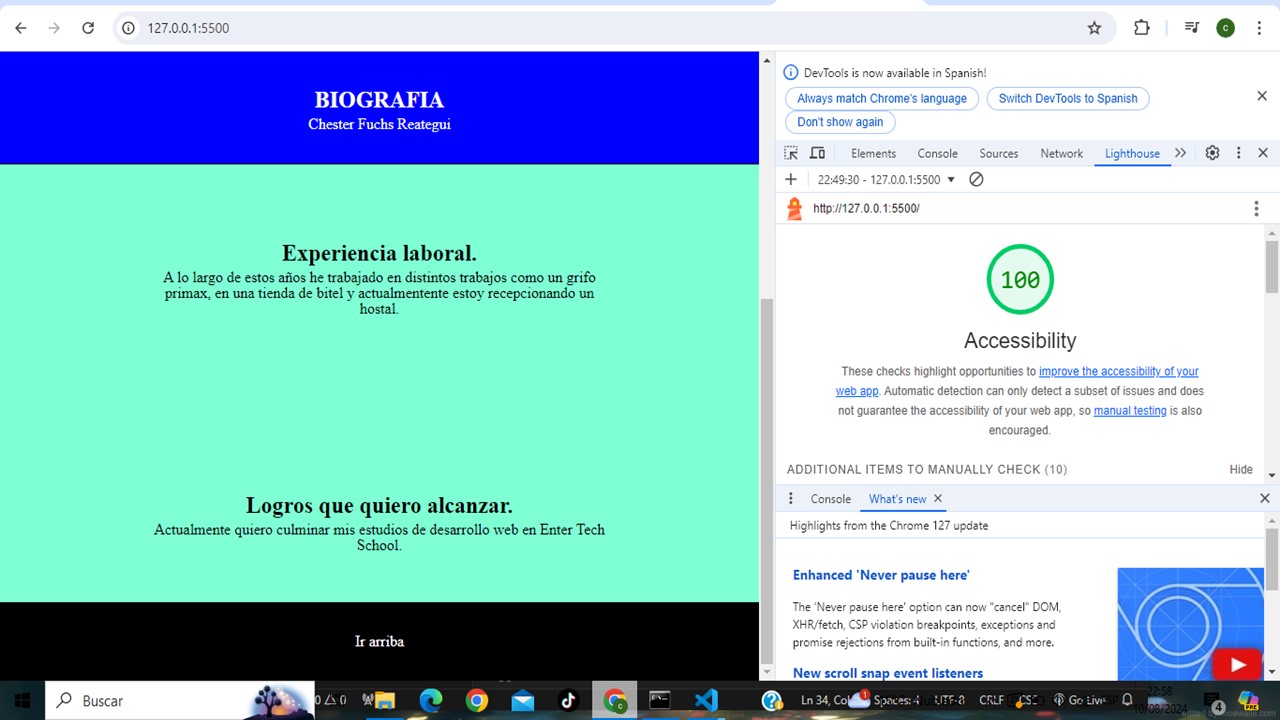 127.0.0.1:5500
c
BIOGRAFIA
Chester Fuchs Reategui
Experiencia laboral.
A lo largo de estos años he trabajado en distintos trabajos como un grifo
primax, en una tienda de bitel y actualmentente estoy recepcionando un
hostal.
Logros que quiero alcanzar.
Actualmente quiero culminar mis estudios de desarrollo web en Enter Tech
School.
Ir arriba
DevTools is now available in Spanish!
Always match Chrome's language
Switch DevTools to Spanish
Don't show again
Elements Console Sources Network Lighthouse
22:49:30 - 127.0.0.1:5500
http://127.0.0.1:5500/
100
Accessibility
These checks highlight opportunities to improve the accessibility of your
web app. Automatic detection can only detect a subset of issues and does
not guarantee the accessibility of your web app, so manual testing is also
encouraged.
ADDITIONAL ITEMS TO MANUALLY CHECK (10) Hide
Console What's new
Highlights from the Chrome 127 update
Enhanced 'Never pause here'
The 'Never pause here' option can now "cancel" DOM,
XHR/fetch, CSP violation breakpoints, exceptions and
promise rejections from built-in functions, and more.
New scroll snap event listeners
Buscar
0 0
Ln 34, Col
1
Spaces: 4
UTF-8
CRLF
CSS
Go Live
ESP
22:58
10/08/2024
4